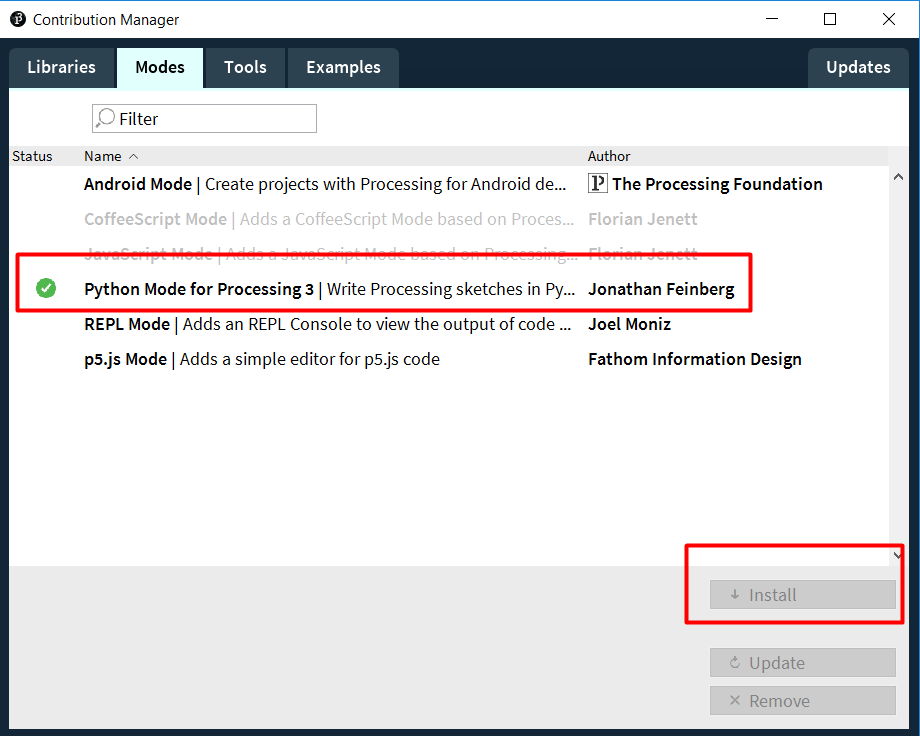 Contribution Manager
Libraries Modes Tools Examples Updates
Filter
Status Name Author
Android Mode | Create projects with Processing for Android de... The Processing Foundation
CoffeeScript Mode | Adds a CoffeeScript Mode based on Proces... Florian Jenett
JavaScript Mode | Adds a JavaScript Mode based on Processing... Florian Jenett
Python Mode for Processing 3 | Write Processing sketches in Py... Jonathan Feinberg
REPL Mode | Adds an REPL Console to view the output of code ... Joel Moniz
p5.js Mode | Adds a simple editor for p5.js code Fathom Information Design
Install
Update
Remove